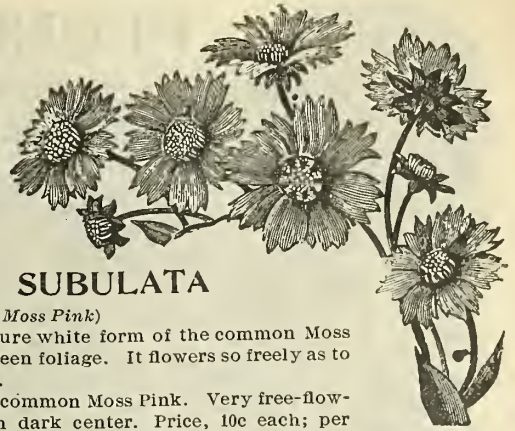 SUBULATA
Moss Pink)
ure white form of the common Moss
een foliage. It flowers so freely as to
.
common Moss Pink. Very free-flow-
dark center. Price, 10c each; per